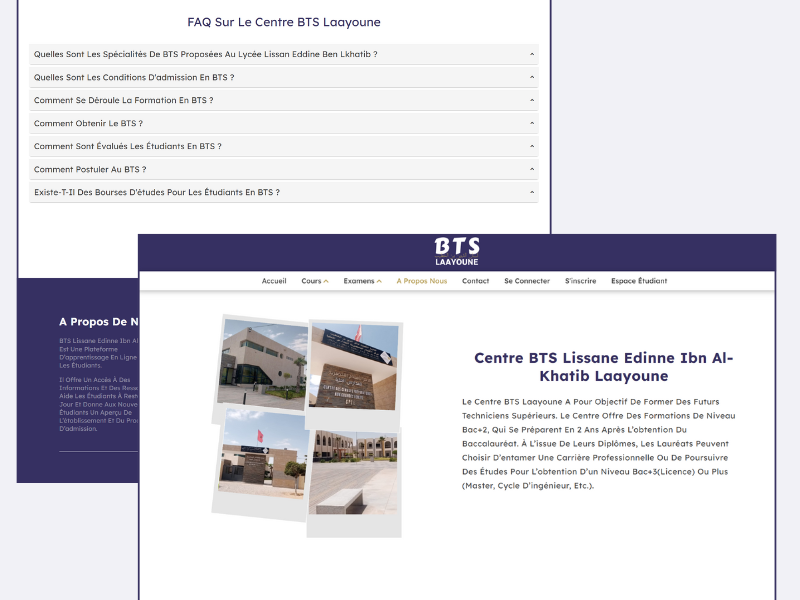 FAQ Sur Le Centre BTS Laayoune
Quelles Sont Les Spécialités De BTS Proposées Au Lycée Lissan Eddine Ben Lkhatib ?
Quelles Sont Les Conditions D'admission En BTS ?
Comment Se Déroule La Formation En BTS ?
Comment Obtenir Le BTS ?
Comment Sont Évalués Les Étudiants En BTS ?
Comment Postuler Au BTS ?
Existe-T-Il Des Bourses D'études Pour Les Étudiants En BTS ?
A Propos De N
BTS Lissane Edinne Ibn Al
Est Une Plateforme
D'apprentissage En Ligne
Les Étudiants.
Il Offre Un Accès À Des
Informations Et Des Resse
Aide Les Étudiants À Rest
Jour Et Donne Aux Nouve
Étudiants Un Aperçu De
L'établissement Et Du Pro
D'admission.
BTS
LAAYOUNE
Accueil Cours Examens A Propos Nous Contact Se Connecter S'inscrire Espace Étudiant
Centre BTS Lissane Edinne Ibn Al-
Khatib Laayoune
Le Centre BTS Laayoune A Pour Objectif De Former Des Futurs
Techniciens Supérieurs. Le Centre Offre Des Formations De Niveau
Bac+2, Qui Se Préparent En 2 Ans Après L'obtention Du
Baccalauréat. À L'issue De Leurs Diplômes, Les Lauréats Peuvent
Choisir D'entamer Une Carrière Professionnelle Ou De Poursuivre
Des Études Pour L'obtention D'un Niveau Bac+3(Licence) Ou Plus
(Master, Cycle D'ingénieur, Etc.).